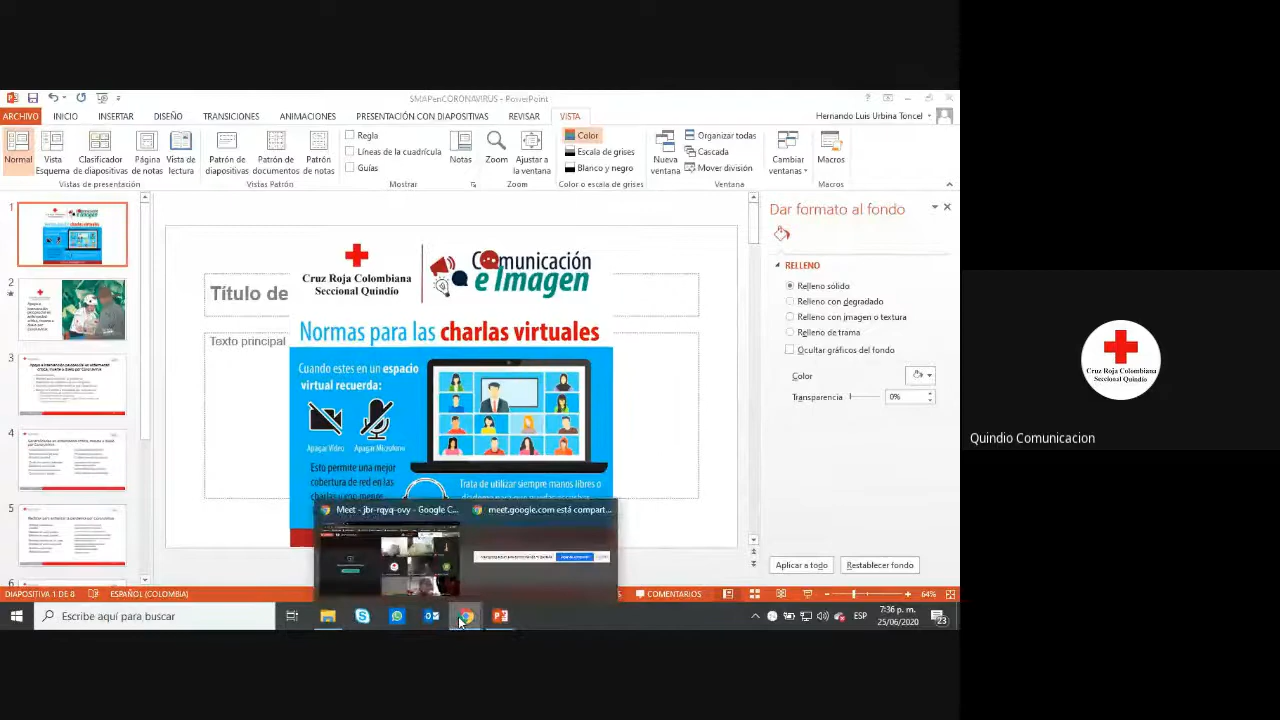 SMAPenCORONAVIRUS - PowerPoint
ARCHIVO INICIO INSERTAR DISEÑO TRANSICIONES ANIMACIONES PRESENTACIÓN CON DIAPOSITIVAS REVISAR VISTA Hernando Luis Urbina Toncel
Normal
Vista Esquema
Clasificador de diapositivas
Página de notas
Vista de lectura
Vistas de presentación
Patrón de diapositivas
Patrón de documentos
Patrón de notas
Vistas Patrón
Regla
Líneas de la cuadrícula
Guías
Mostrar
Notas
Zoom
Ajustar a la ventana
Zoom
Color
Escala de grises
Blanco y negro
Color o escala de grises
Nueva ventana
Organizar todas
Cascada
Mover división
Cambiar ventanas
Ventana
Macros
Macros
1
2
3
4
5
6
Título de
Texto principal
Cruz Roja Colombiana
Seccional Quindío
Comunicación
e Imagen
Normas para las charlas virtuales
Cuando estes en un espacio
virtual recuerda:
Apagar Video Apagar Microfono
Esto permite una mejor
cobertura de red en las
Trata de utilizar siempre manos libres o
Meet - jbr-rqyq-ovy - Google C...
meet.google.com está compart...
Dar formato al fondo
RELLENO
Relleno sólido
Relleno con degradado
Relleno con imagen o textura
Relleno de trama
Ocultar gráficos del fondo
Color
Transparencia 0%
Aplicar a todo Restablecer fondo
DIAPOSITIVA 1 DE 8 ESPAÑOL (COLOMBIA) COMENTARIOS 64%
Escribe aquí para buscar
ESP
7:36 p. m.
25/06/2020
23
Cruz Roja Colombiana
Seccional Quindío
Quindio Comunicacion